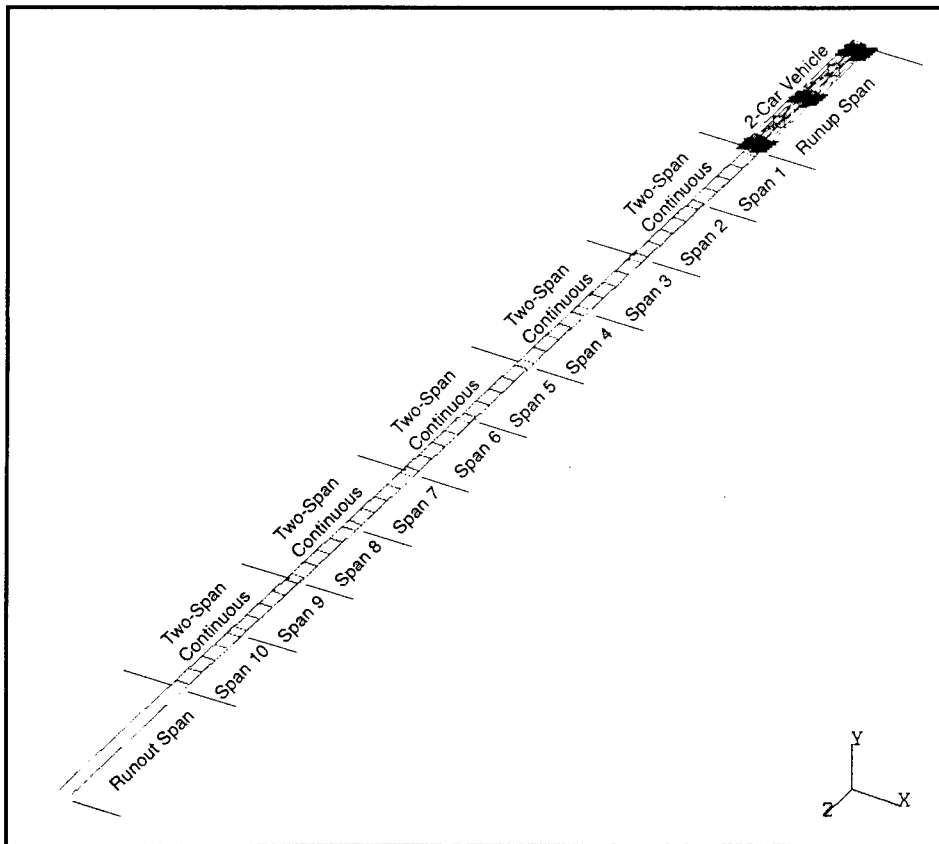 2-Car Vehicle
Runup Span
Two-Span
Continuous
Span 1
Span 2
Two-Span
Continuous
Span 3
Span 4
Two-Span
Continuous
Span 5
Span 6
Two-Span
Continuous
Span 7
Span 8
Two-Span
Continuous
Span 9
Span 10
Runout Span
Y
X
Z